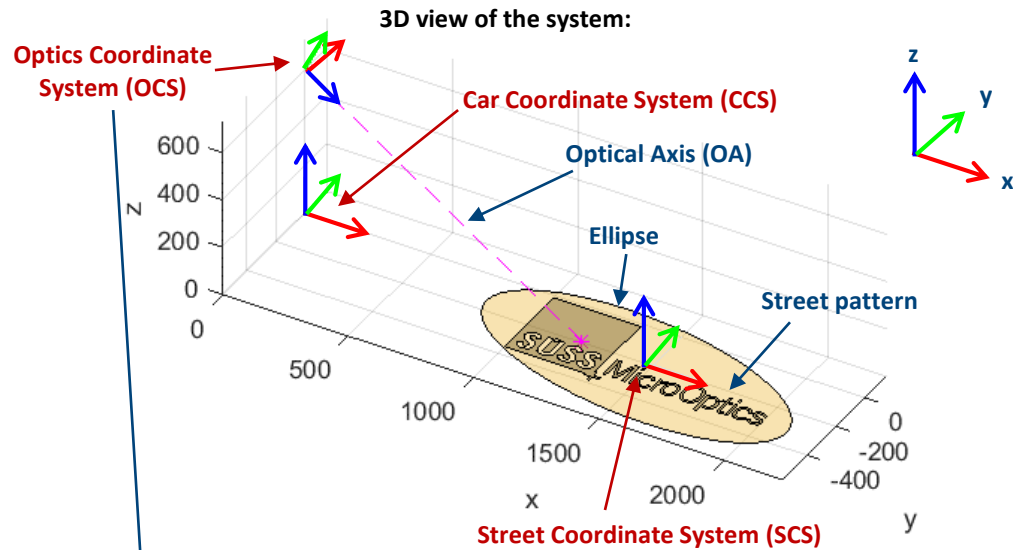 3D view of the system:
Optics Coordinate
System (OCS)
z
y
x
Car Coordinate System (CCS)
Optical Axis (OA)
600
400
200
0
z
Ellipse
Street pattern
SÜSS MicroOptics
0
500
1000
1500
2000
x
0
-200
-400
y
Street Coordinate System (SCS)